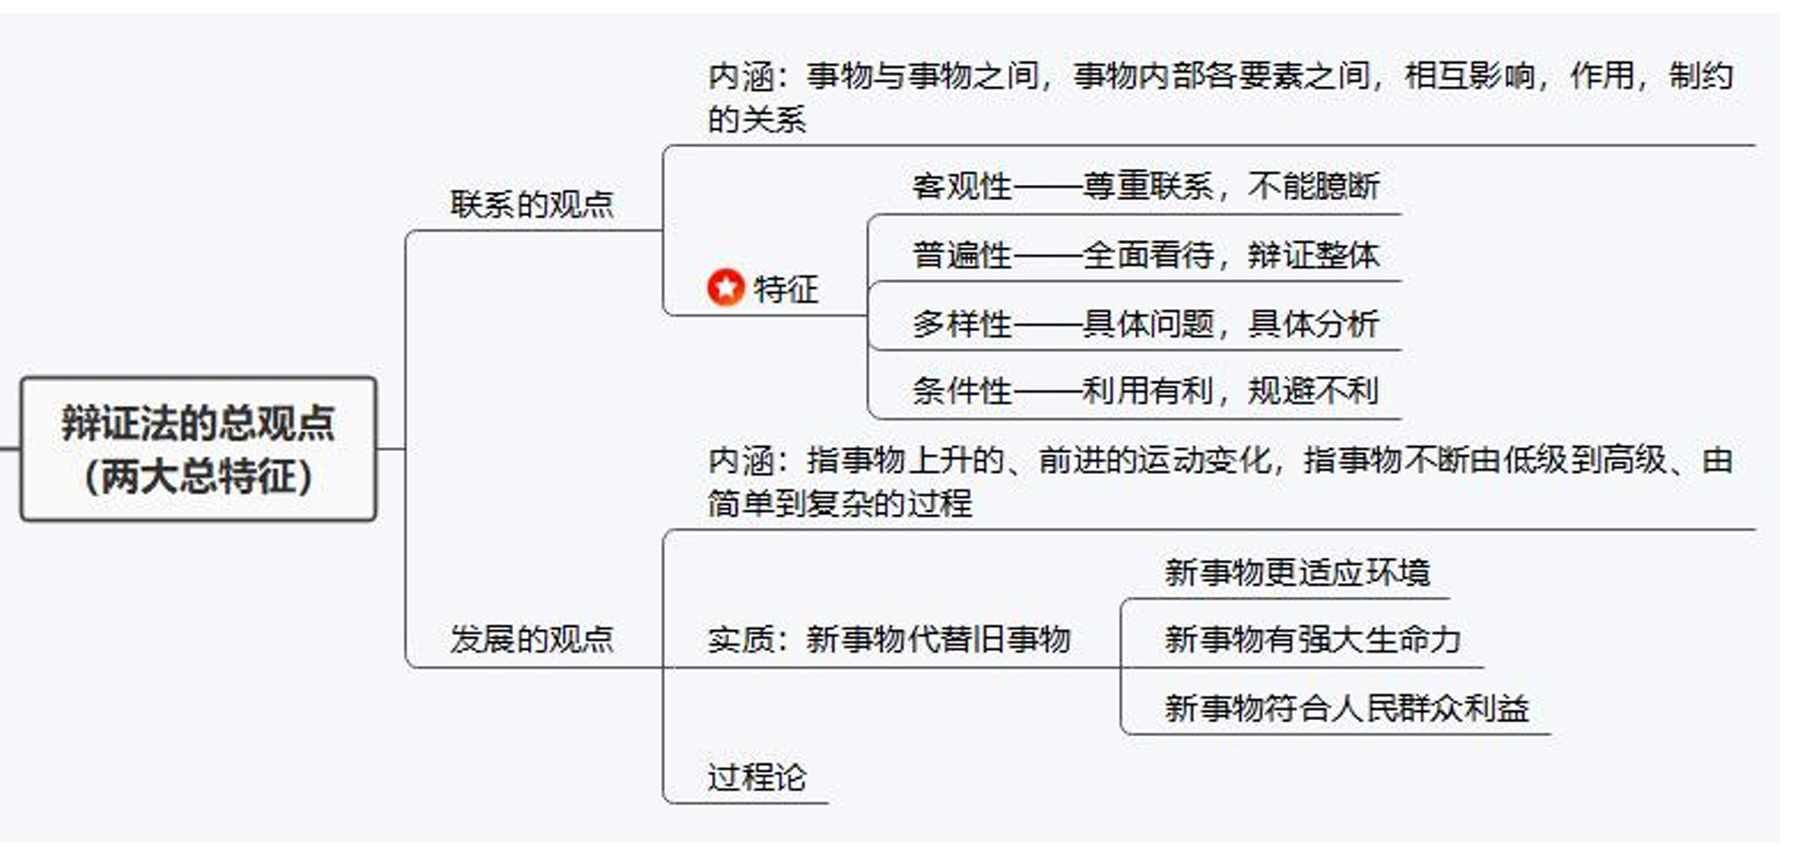 内涵：事物与事物之间，事物内部各要素之间，相互影响，作用，制约
的关系
客观性——尊重联系，不能臆断
联系的观点
普遍性——全面看待，辩证整体
特征
多样性——具体问题，具体分析
条件性——利用有利，规避不利
辩证法的总观点
（两大总特征）
内涵：指事物上升的、前进的运动变化，指事物不断由低级到高级、由
简单到复杂的过程
新事物更适应环境
发展的观点
实质：新事物代替旧事物
新事物有强大生命力
新事物符合人民群众利益
过程论